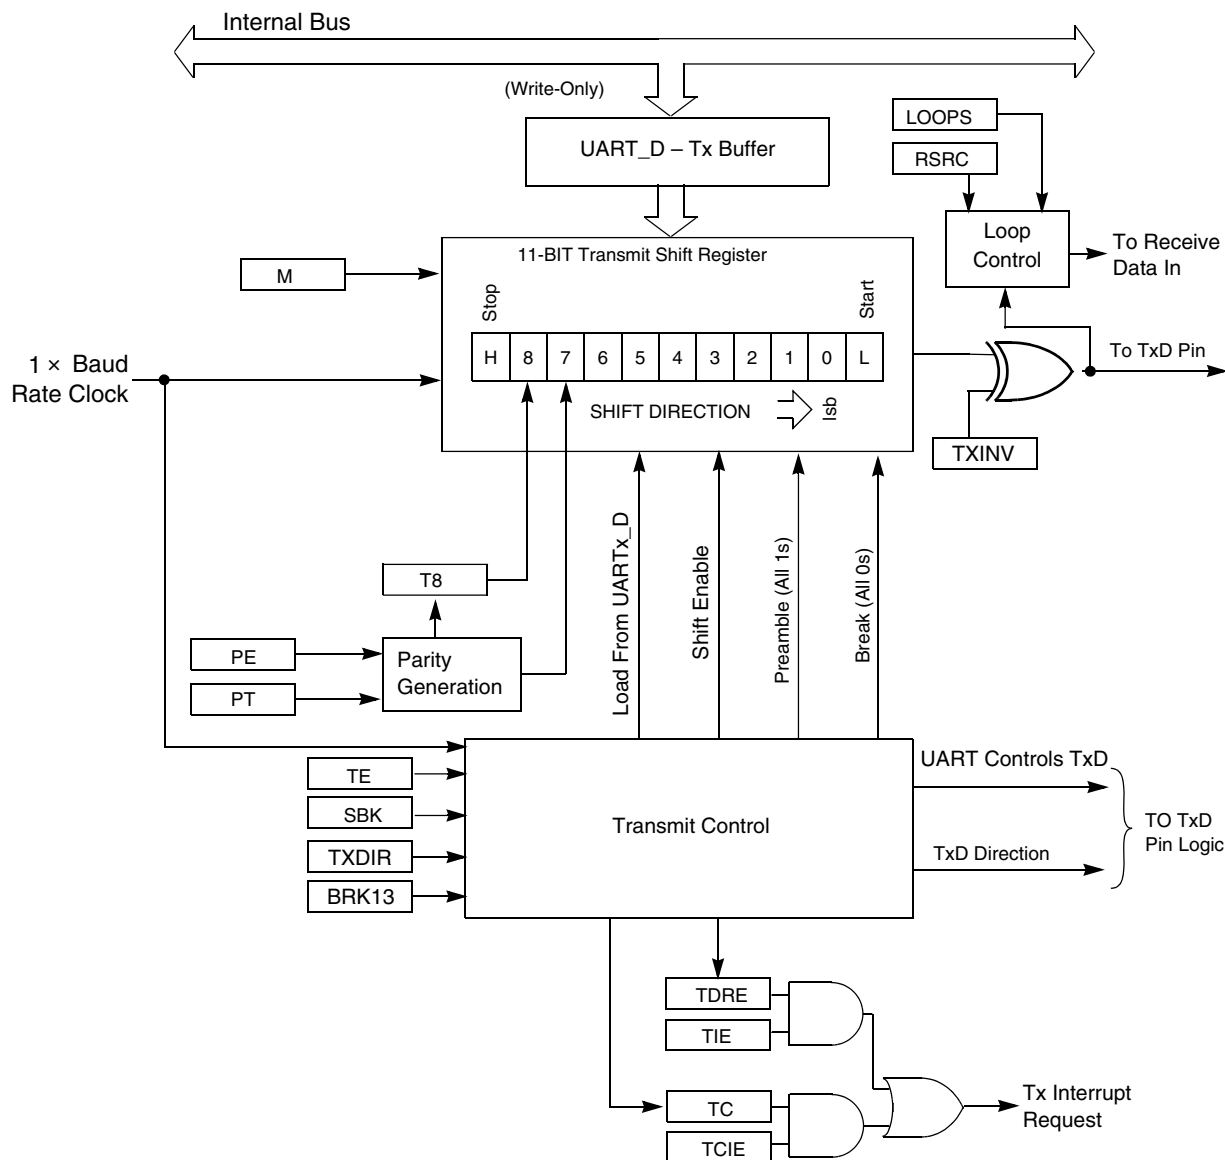 Internal Bus
(Write-Only)
UART_D – Tx Buffer
LOOPS
RSRC
Loop
Control
To Receive
Data In
11-BIT Transmit Shift Register
M
Stop
Start
H 8 7 6 5 4 3 2 1 0 L
1 × Baud
Rate Clock
To TxD Pin
SHIFT DIRECTION
lsb
TXINV
T8
PE
PT
Parity
Generation
Load From UARTx_D
Shift Enable
Preamble (All 1s)
Break (All 0s)
TE
SBK
TXDIR
BRK13
Transmit Control
UART Controls TxD
TxD Direction
TO TxD
Pin Logic
TDRE
TIE
TC
TCIE
Tx Interrupt
Request